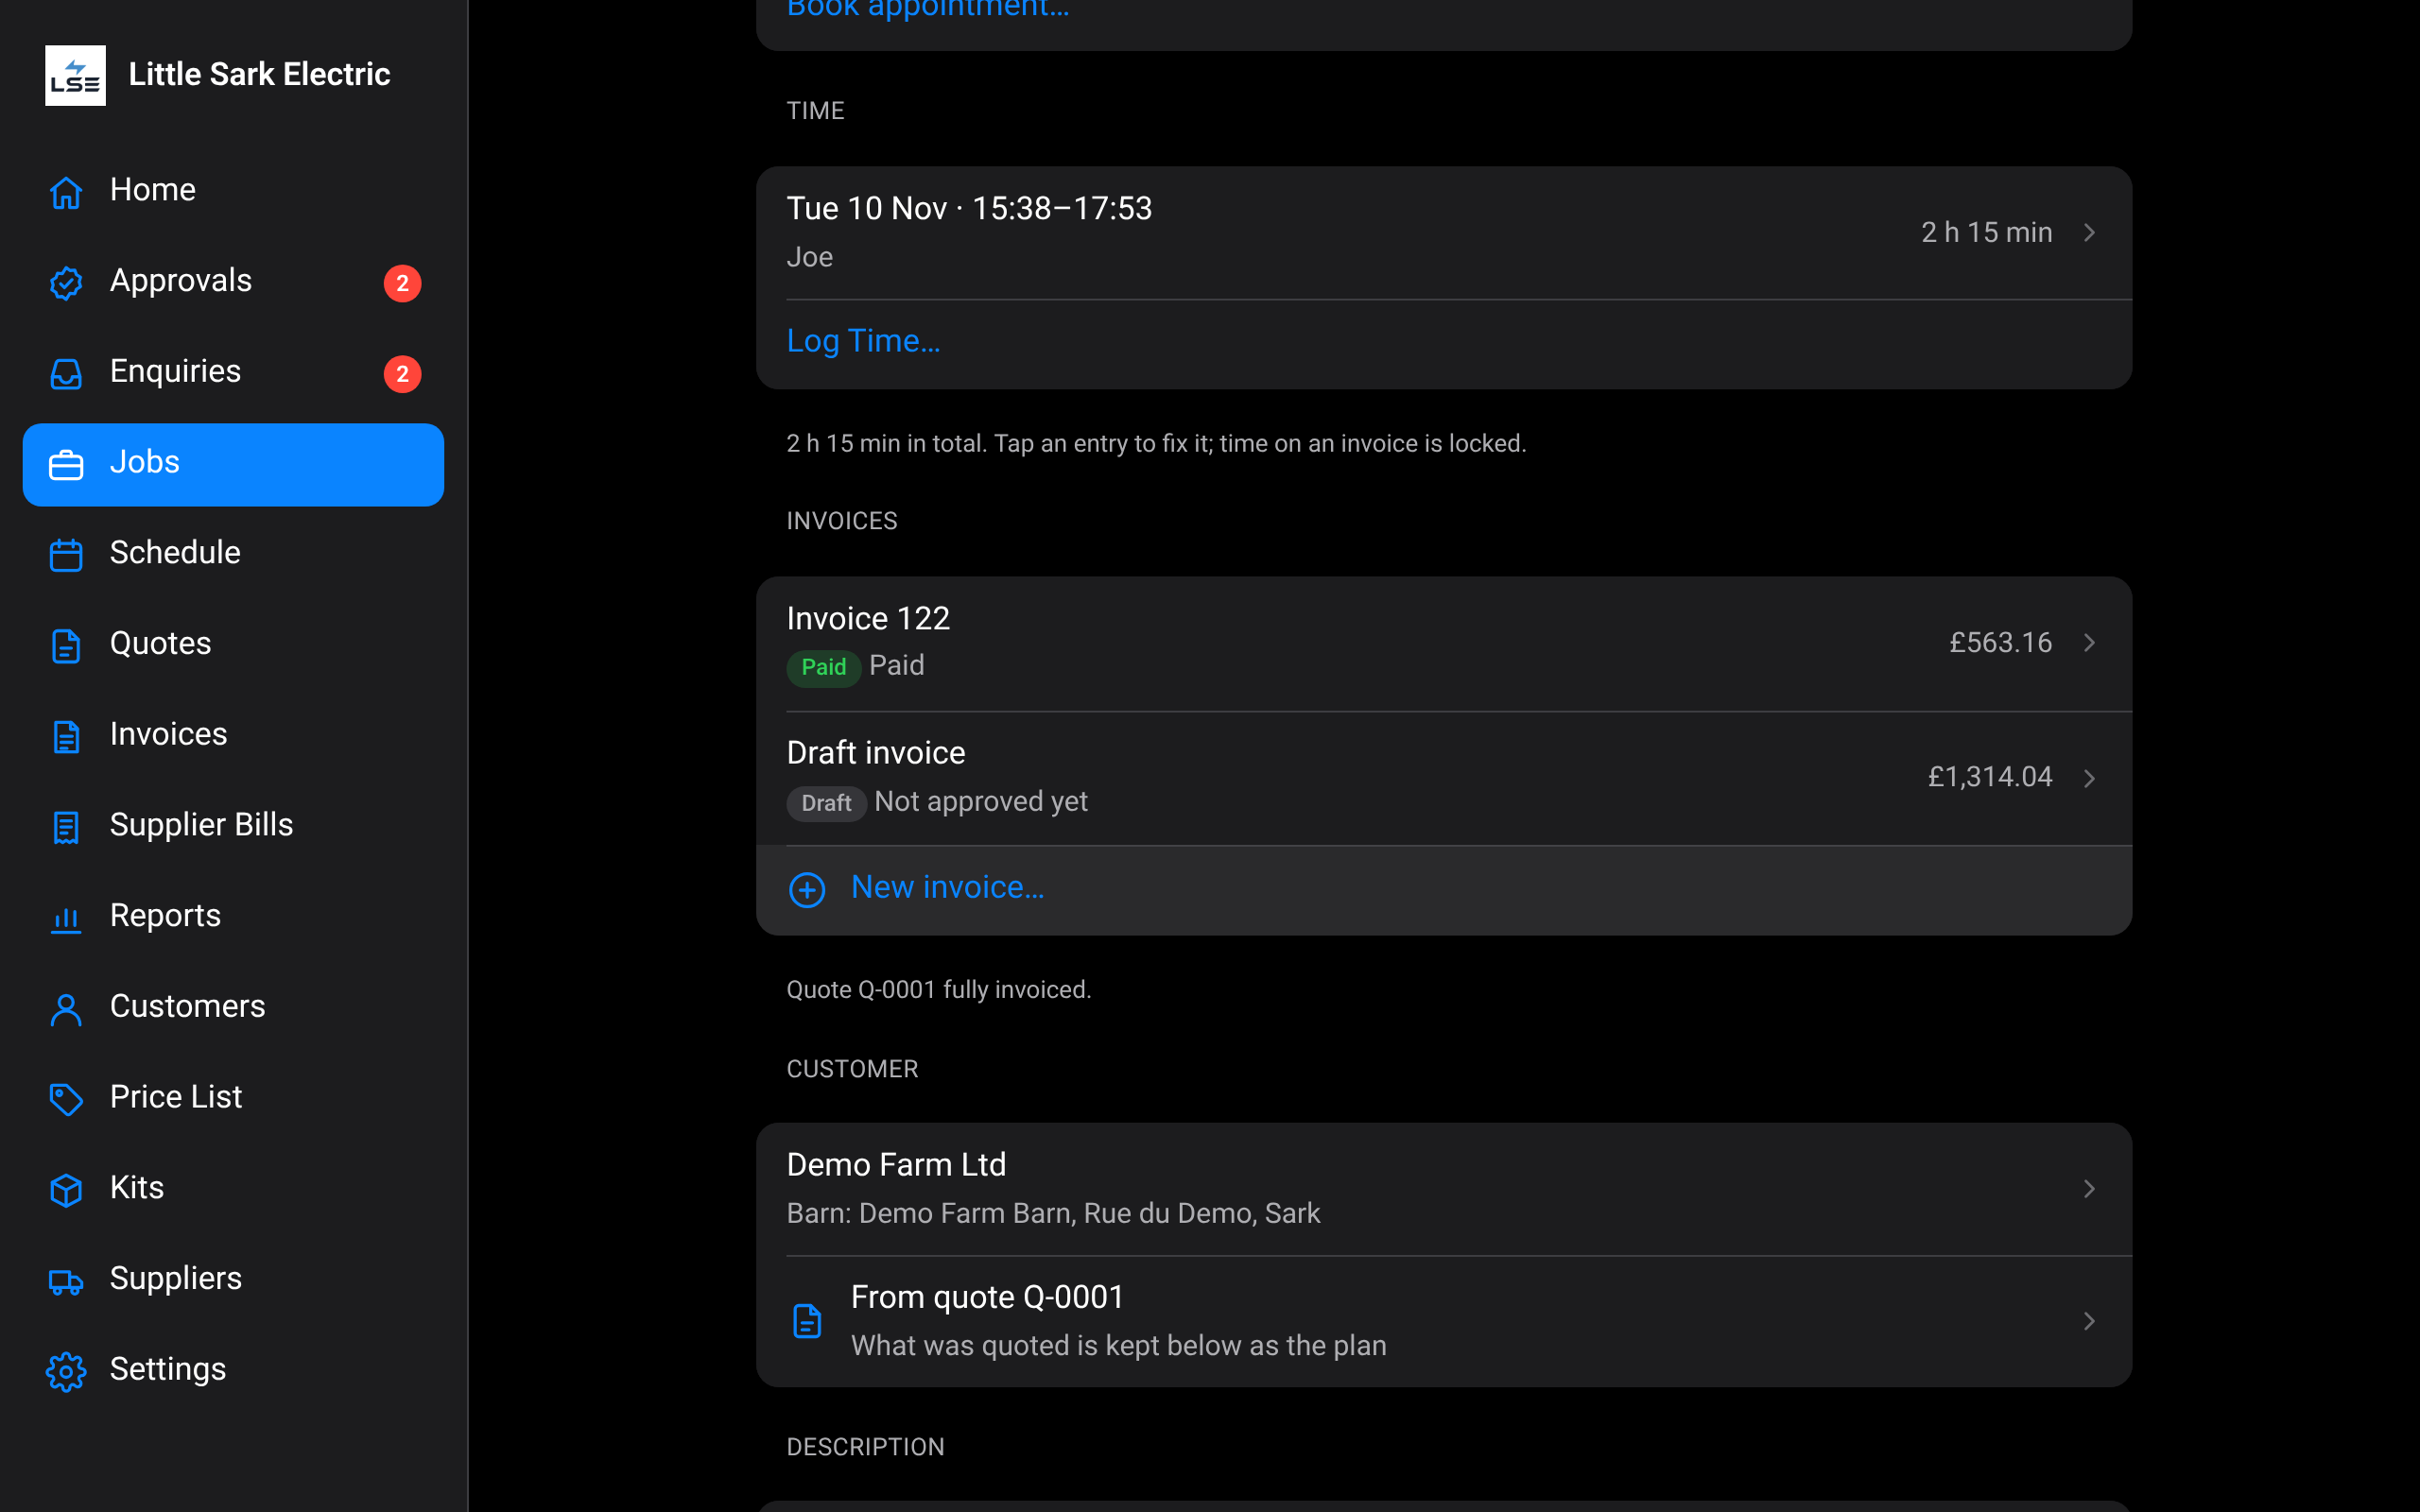 LSE
Little Sark Electric
Home
Approvals 2
Enquiries 2
Jobs
Schedule
Quotes
Invoices
Supplier Bills
Reports
Customers
Price List
Kits
Suppliers
Settings
Book appointment...
TIME
Tue 10 Nov · 15:38–17:53
Joe
2 h 15 min
Log Time...
2 h 15 min in total. Tap an entry to fix it; time on an invoice is locked.
INVOICES
Invoice 122
Paid Paid
£563.16
Draft invoice
Draft Not approved yet
£1,314.04
New invoice...
Quote Q-0001 fully invoiced.
CUSTOMER
Demo Farm Ltd
Barn: Demo Farm Barn, Rue du Demo, Sark
From quote Q-0001
What was quoted is kept below as the plan
DESCRIPTION